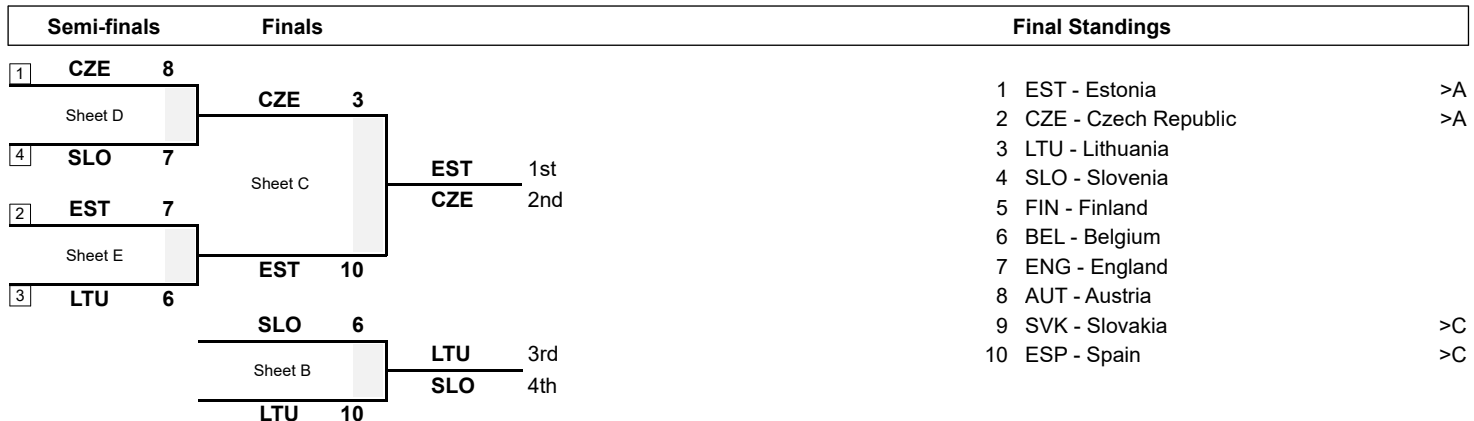 Semi-finals Finals Final Standings
1 CZE 8
Sheet D
4 SLO 7
2 EST 7
Sheet E
3 LTU 6
CZE 3
Sheet C
EST 10
EST 1st
CZE 2nd
SLO 6
Sheet B
LTU 10
LTU 3rd
SLO 4th
1 EST - Estonia >A
2 CZE - Czech Republic >A
3 LTU - Lithuania
4 SLO - Slovenia
5 FIN - Finland
6 BEL - Belgium
7 ENG - England
8 AUT - Austria
9 SVK - Slovakia >C
10 ESP - Spain >C